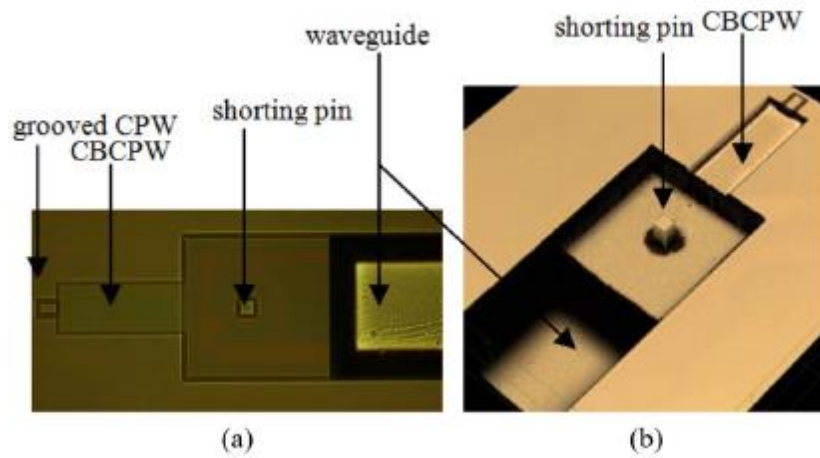 waveguide
shorting pin CBCPW
grooved CPW
CBCPW
shorting pin
(a)
(b)